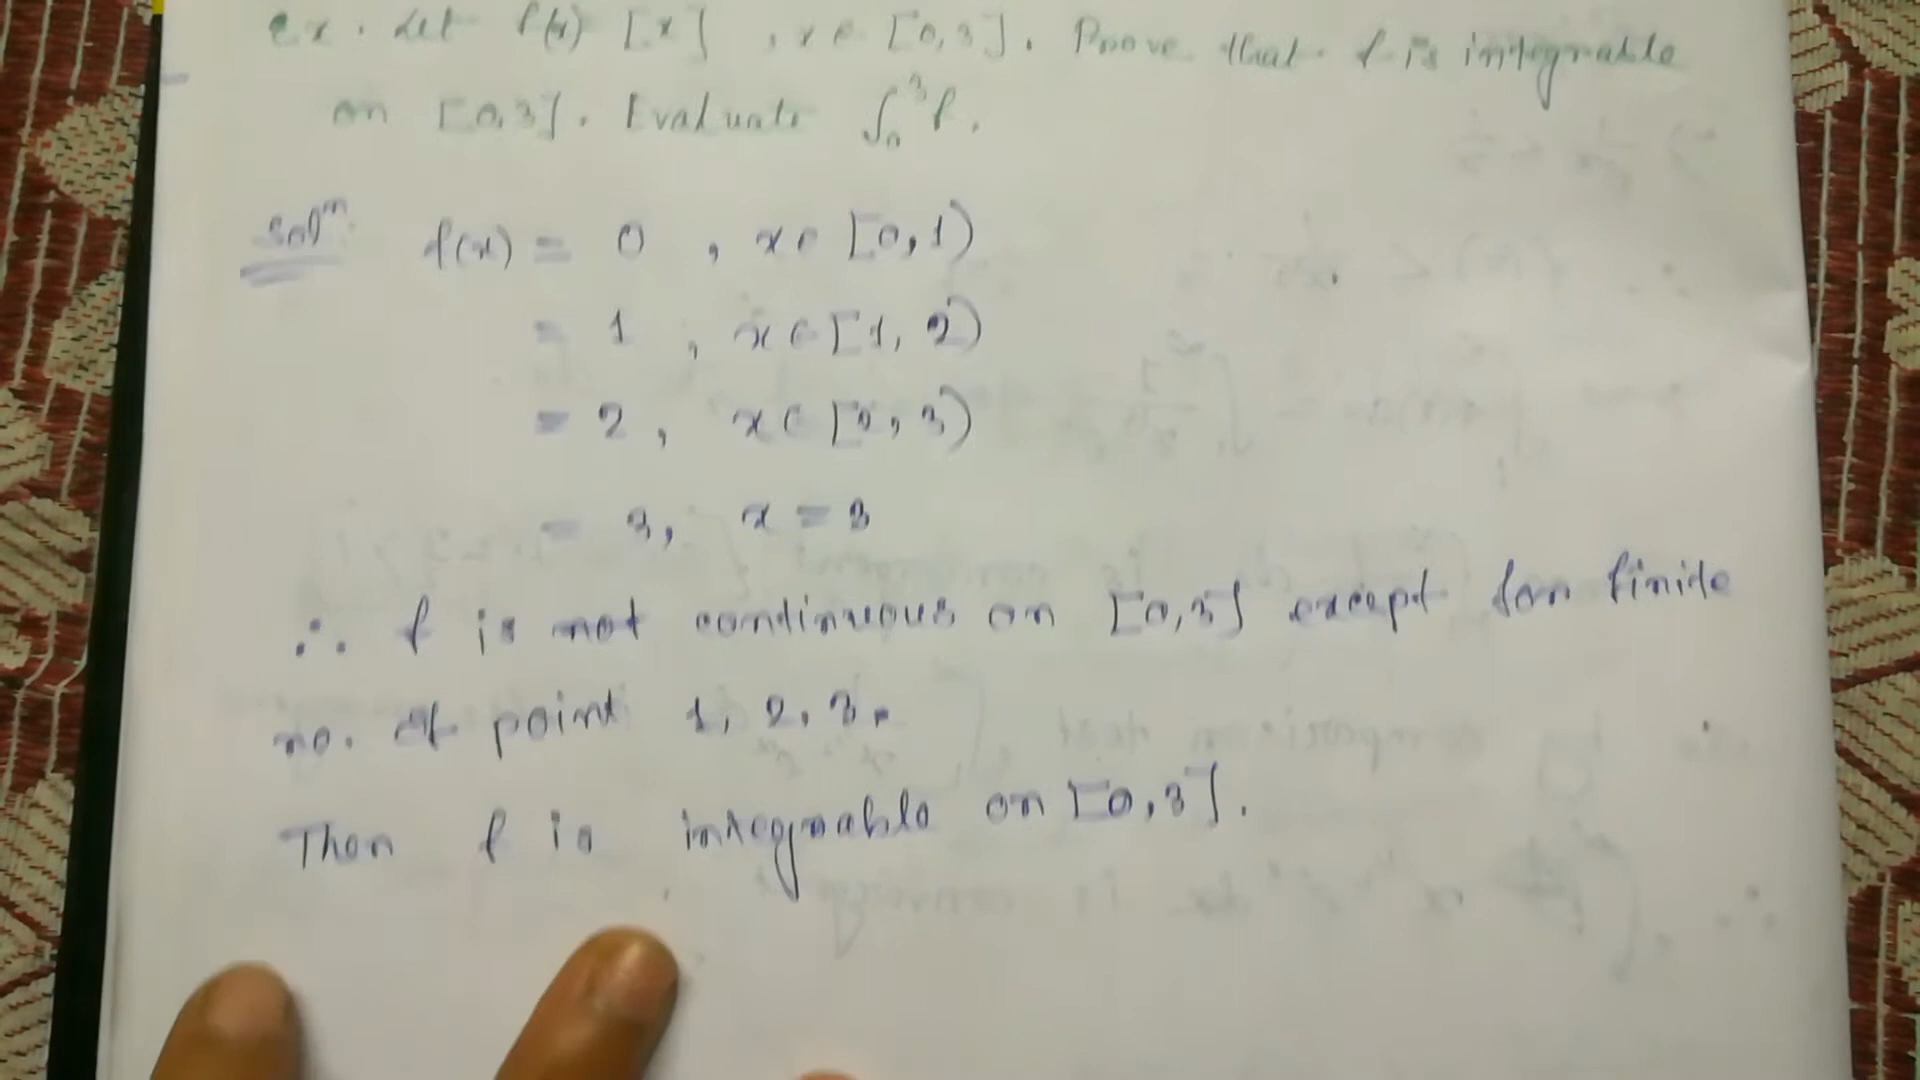 ex. Let f(x) [x] , x ∈ [0,3]. Prove that f is integrable
on [0,3]. Evaluate ∫₀³ f.
Solⁿ. f(x) = 0 , x ∈ [0,1)
= 1 , x ∈ [1, 2)
= 2 , x ∈ [2, 3)
= 3, x = 3
∴ f is not continuous on [0,3] except for finite
no. of point 1, 2, 3.
Then f is integrable on [0,3].